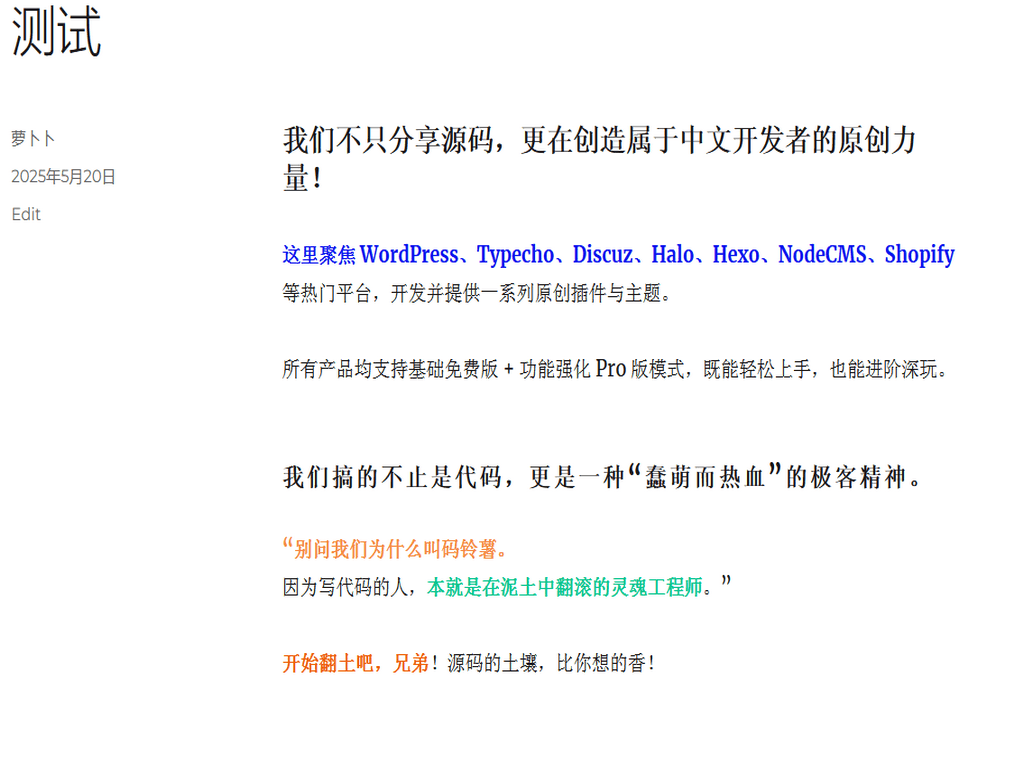 测试
萝卜卜
2025年5月20日
Edit
我们不只分享源码，更在创造属于中文开发者的原创力
量！
这里聚焦 WordPress、Typecho、Discuz、Halo、Hexo、NodeCMS、Shopify
等热门平台，开发并提供一系列原创插件与主题。
所有产品均支持基础免费版 + 功能强化 Pro 版模式，既能轻松上手，也能进阶深玩。
我们搞的不止是代码，更是一种“蠢萌而热血”的极客精神。
“别问我们为什么叫码铃薯。
因为写代码的人，本就是在泥土中翻滚的灵魂工程师。”
开始翻土吧，兄弟！源码的土壤，比你想的香！